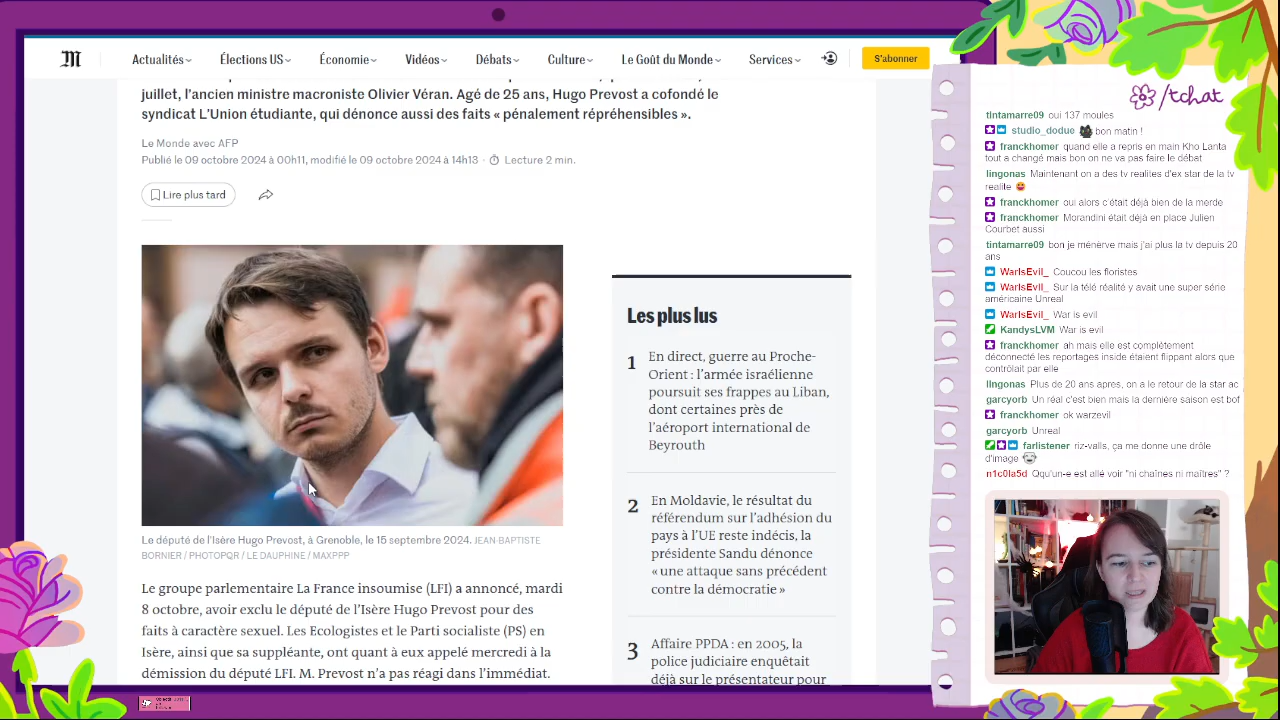 M
Actualités
Élections US
Économie
Vidéos
Débats
Culture
Le Goût du Monde
Services
S'abonner
juillet, l'ancien ministre macroniste Olivier Véran. Agé de 25 ans, Hugo Prevost a cofondé le
syndicat L'Union étudiante, qui dénonce aussi des faits « pénalement répréhensibles ».
Le Monde avec AFP
Publié le 09 octobre 2024 à 00h11, modifié le 09 octobre 2024 à 14h13 · Lecture 2 min.
Lire plus tard
Le député de l'Isère Hugo Prevost, à Grenoble, le 15 septembre 2024. JEAN-BAPTISTE
BORNIER / PHOTOPQR / LE DAUPHINE / MAXPPP
Le groupe parlementaire La France insoumise (LFI) a annoncé, mardi
8 octobre, avoir exclu le député de l'Isère Hugo Prevost pour des
faits à caractère sexuel. Les Ecologistes et le Parti socialiste (PS) en
Isère, ainsi que sa suppléante, ont quant à eux appelé mercredi à la
démission du député LFI. M. Prevost n'a pas réagi dans l'immédiat.
Les plus lus
1 En direct, guerre au Proche-
Orient : l'armée israélienne
poursuit ses frappes au Liban,
dont certaines près de
l'aéroport international de
Beyrouth
2 En Moldavie, le résultat du
référendum sur l'adhésion du
pays à l'UE reste indécis, la
présidente Sandu dénonce
« une attaque sans précédent
contre la démocratie »
3 Affaire PPDA : en 2005, la
police judiciaire enquêtait
déjà sur le présentateur pour
/tchat
tintamarre09 oui 137 moules
studio_dodue bon matin !
franckhomer quand elle a repris en main Kho Lanta
tout a changé mais bon on ne va pas faire le débat
lingonas Maintenant on a des tv realites d'ex star de la tv
realite
franckhomer oui alors c était déjà bien de la merde
franckhomer Morandini était déjà en place Julien
Courbet aussi
tintamarre09 bon je ménèrve mais j'ai plus la tv depuis 20
ans
WarIsEvil_ Coucou les floristes
WarIsEvil_ Sur la télé réalité y avait une super série
américaine Unreal
WarIsEvil_ War is evil
KandysLVM War is evil
franckhomer ah mais elle est complètement
déconnecté les reportages inside étaient flippant alors que
contrôlait par elle
lingonas Plus de 20 ans apres, on a le retour de la star ac
garcyorb Un réal c'est bien mais la dernière saison est bof
franckhomer ok warzevil
garcyorb Unreal
farlistener riz-valls, ça me donne une drôle
d'image
n1c0la5d Qqu'un-e est allé voir "ni chaînes ni maîtres" ?